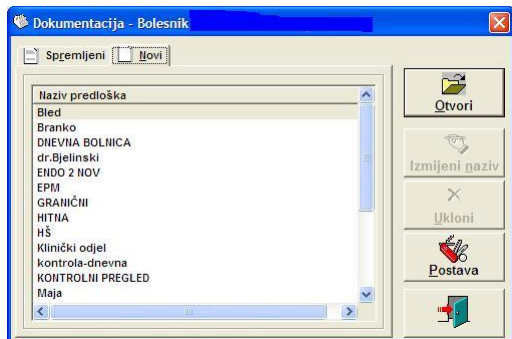 Dokumentacija - Bolesnik
Spremljeni
Novi
Naziv predloška
Bled
Branko
DNEVNA BOLNICA
dr.Bjelinski
ENDO 2 NOV
EPM
GRANIČNI
HITNA
HŠ
Klinički odjel
kontrola-dnevna
KONTROLNI PREGLED
Maja
Otvori
Izmijeni naziv
Ukloni
Postava